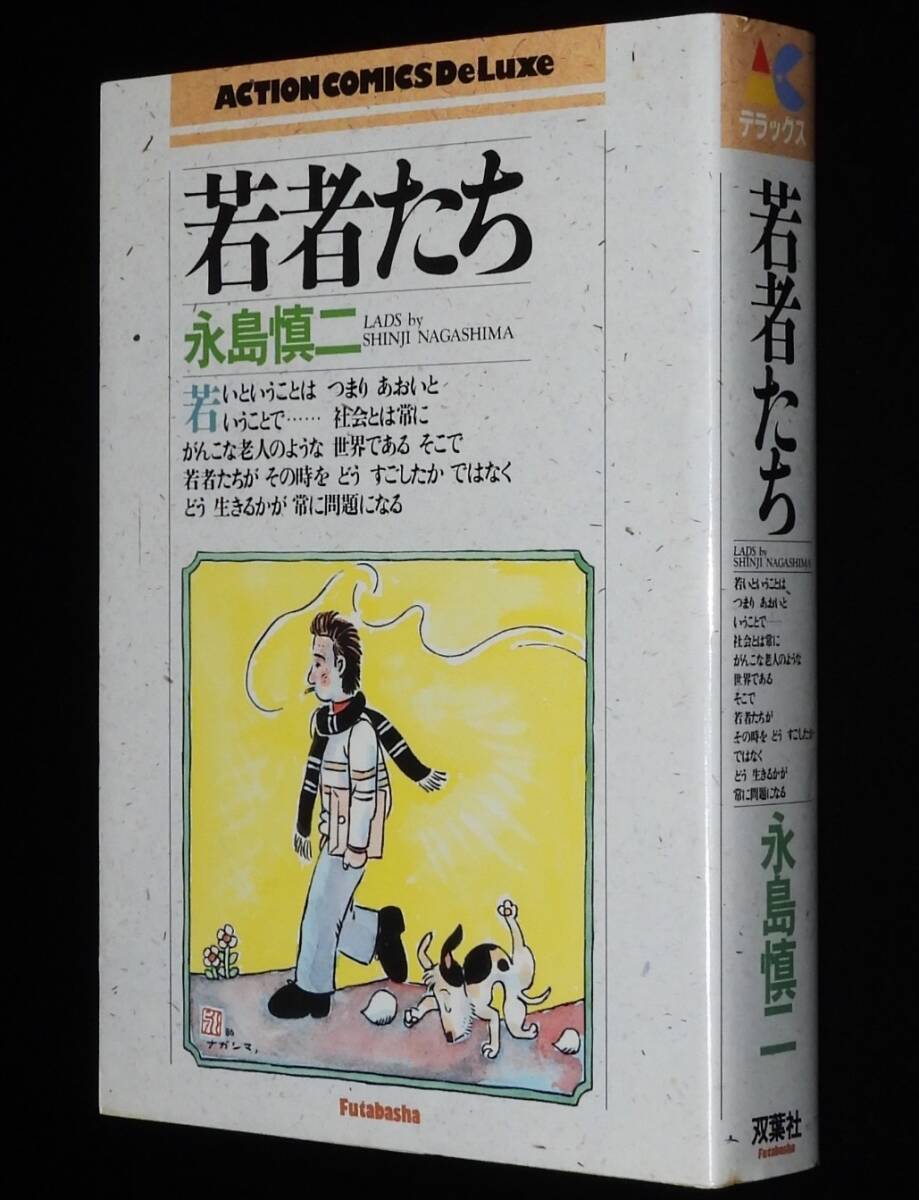 ACTION COMICS DeLuxe
若者たち
永島慎二
LADS by
SHINJI NAGASHIMA
若いということは つまり あおいと
いうことで…… 社会とは常に
がんこな老人のような 世界である そこで
若者たちが その時を どう すごしたか ではなく
どう 生きるかが 常に問題になる
ナガシマ,
Futabasha
AC
デラックス
若者たち
LADS by
SHINJI NAGASHIMA
若いということは、
つまり あおいと
いうことで……
社会とは常に
がんこな老人のような
世界である
そこで
若者たちが
その時を どう すごしたか
ではなく
どう 生きるかが
常に問題になる
永島慎二
双葉社
Futabasha